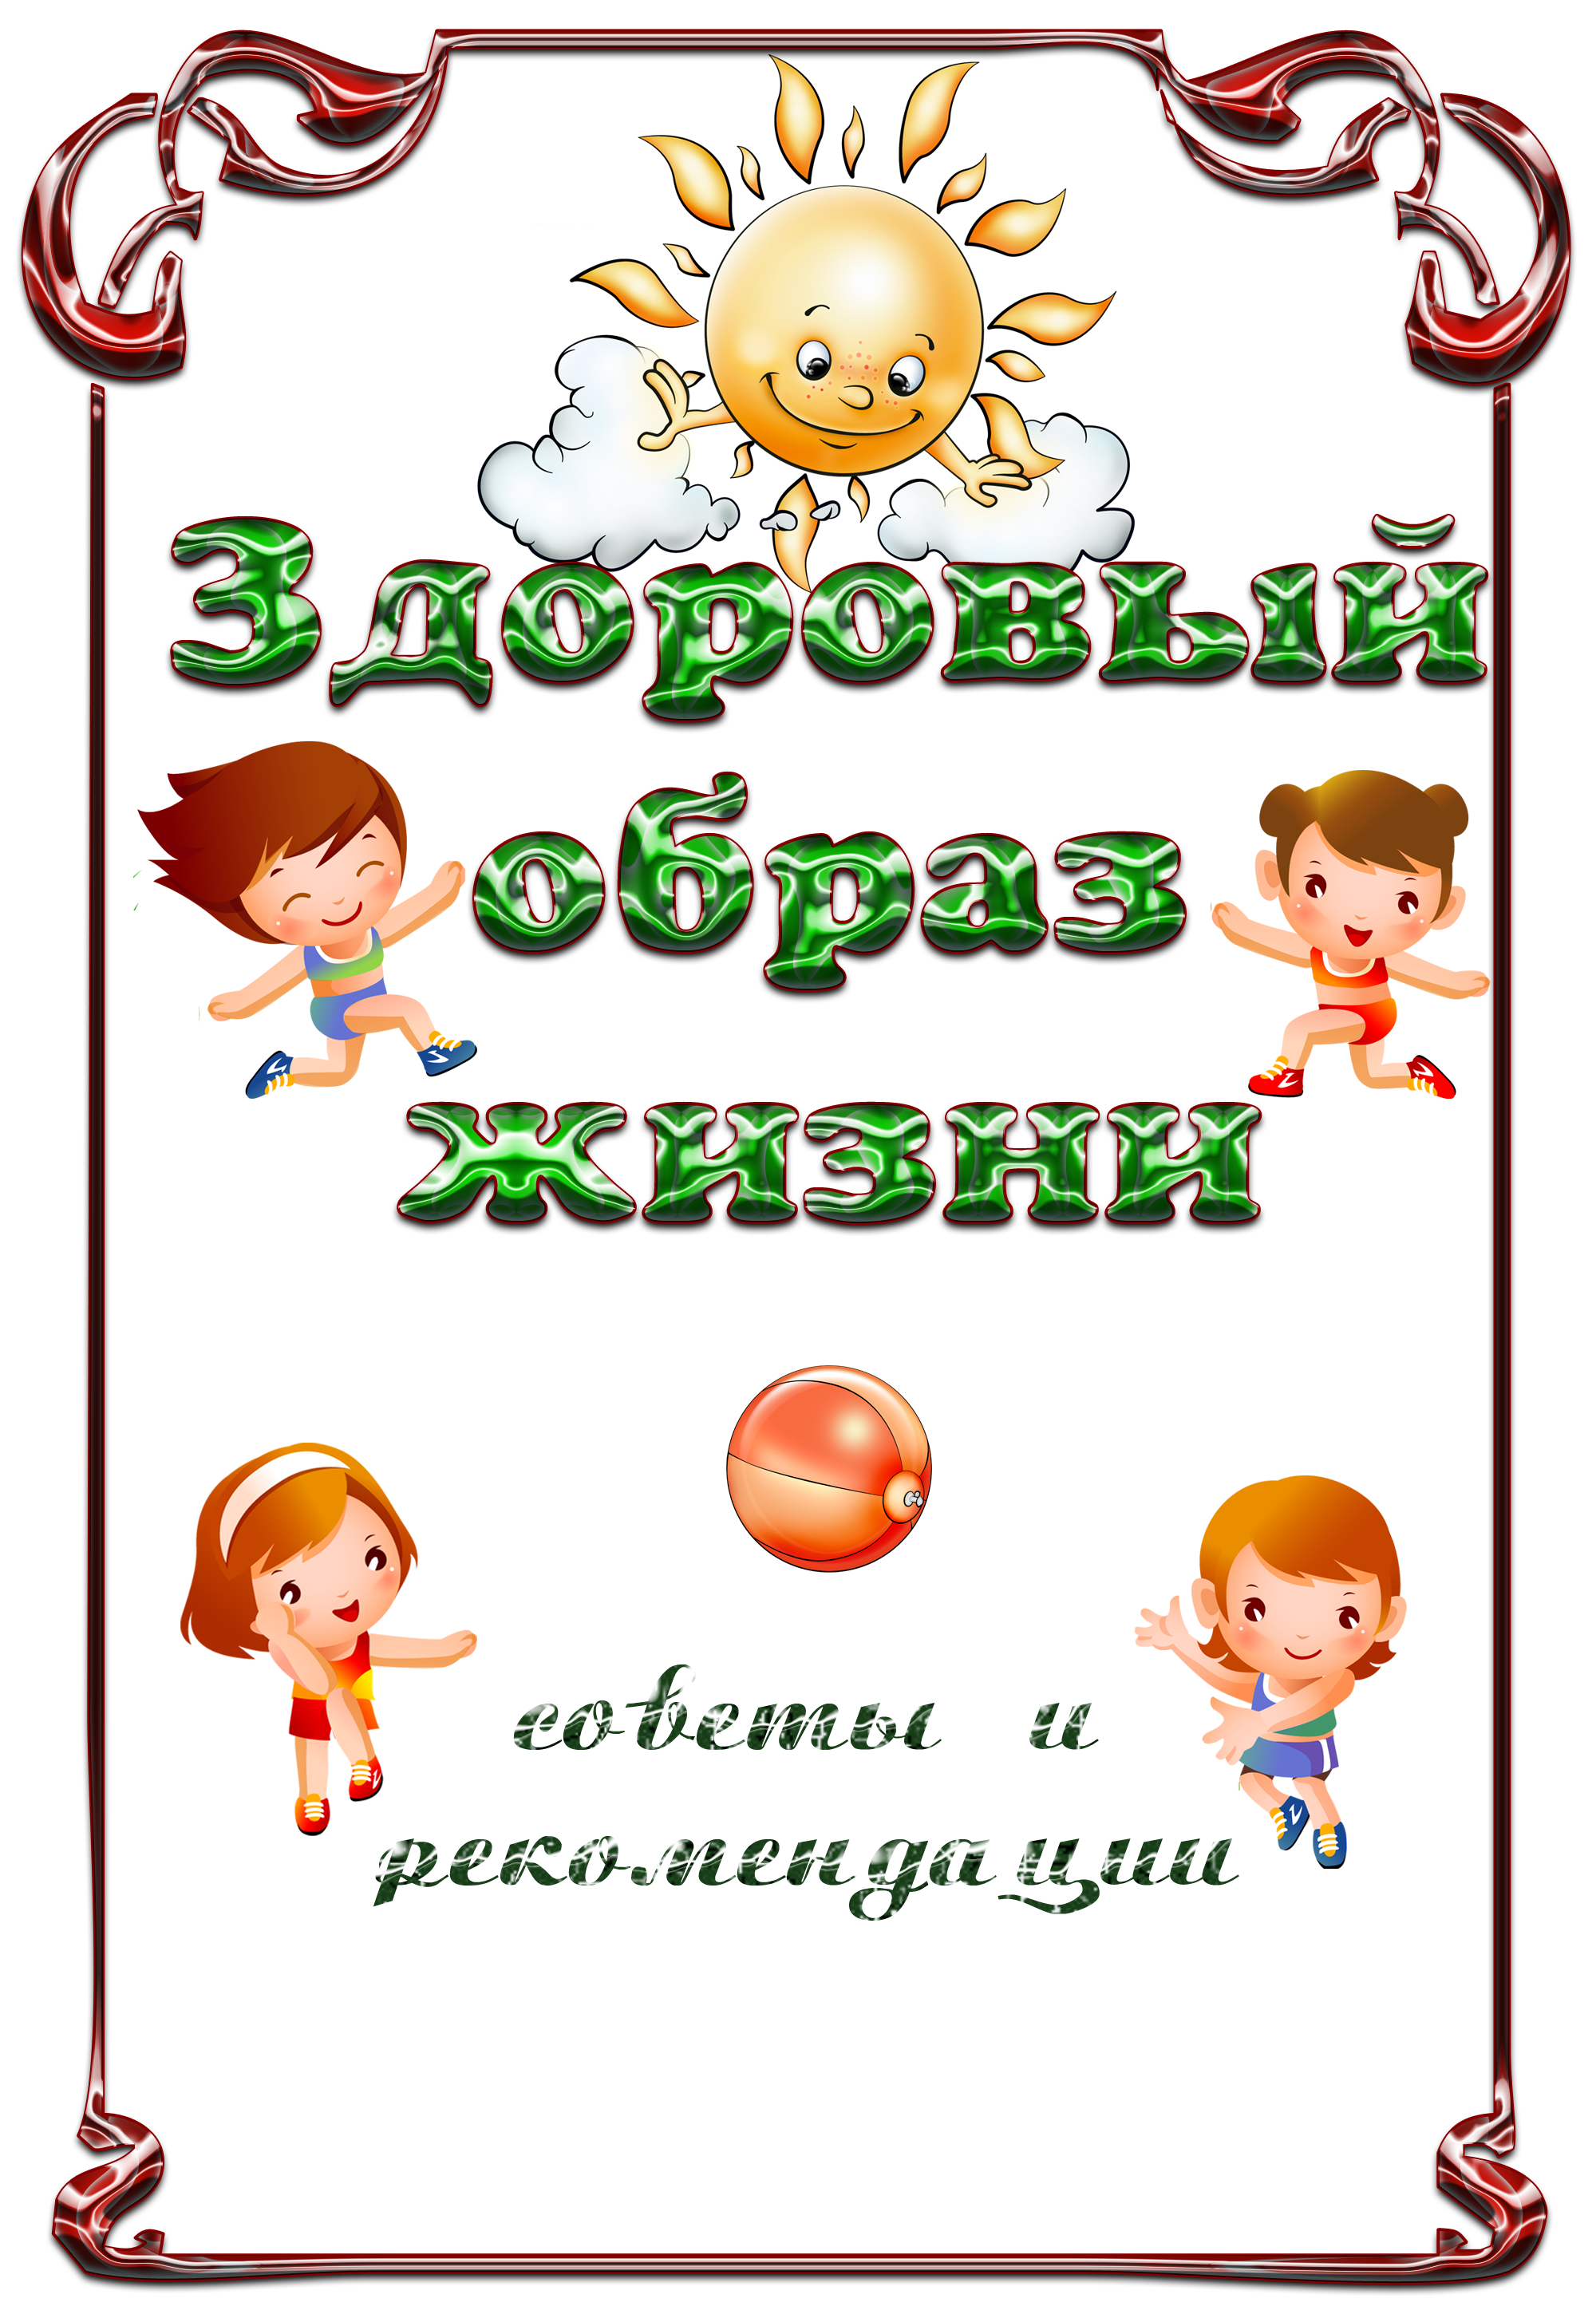 Здоровый
образ
жизни
советы и
рекомендации